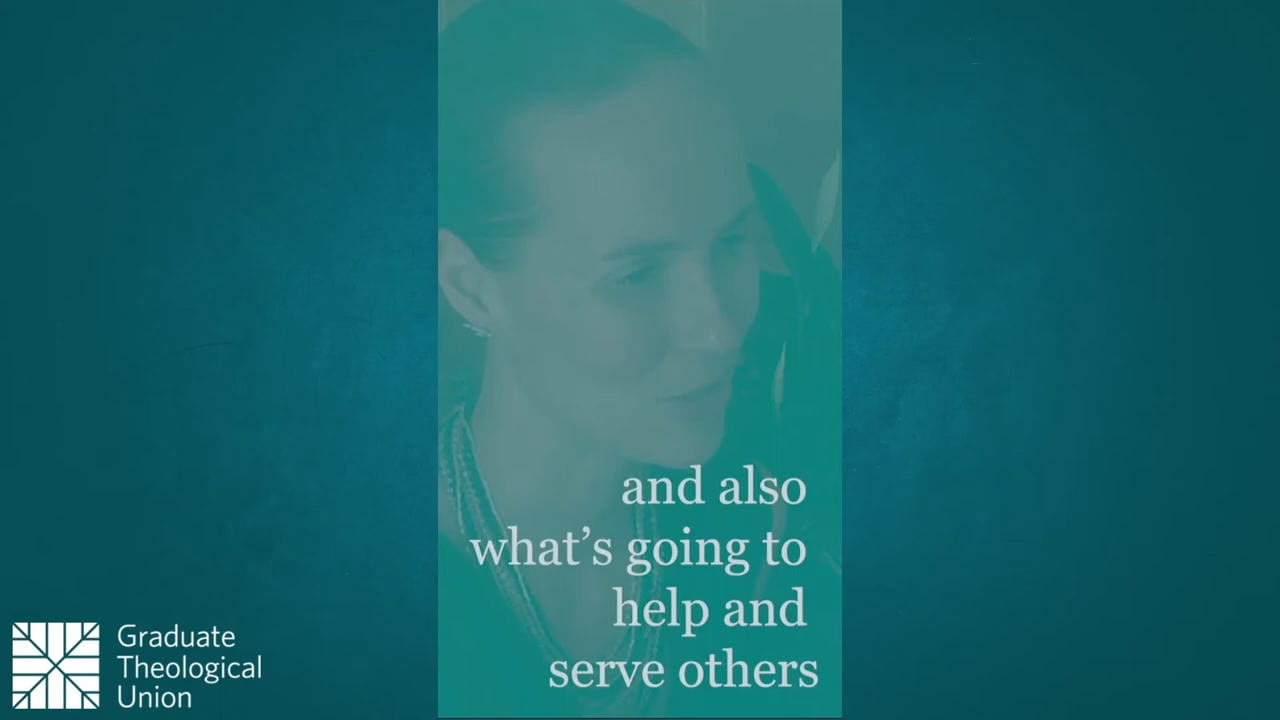 and also
what’s going to
help and
serve others
Graduate
Theological
Union